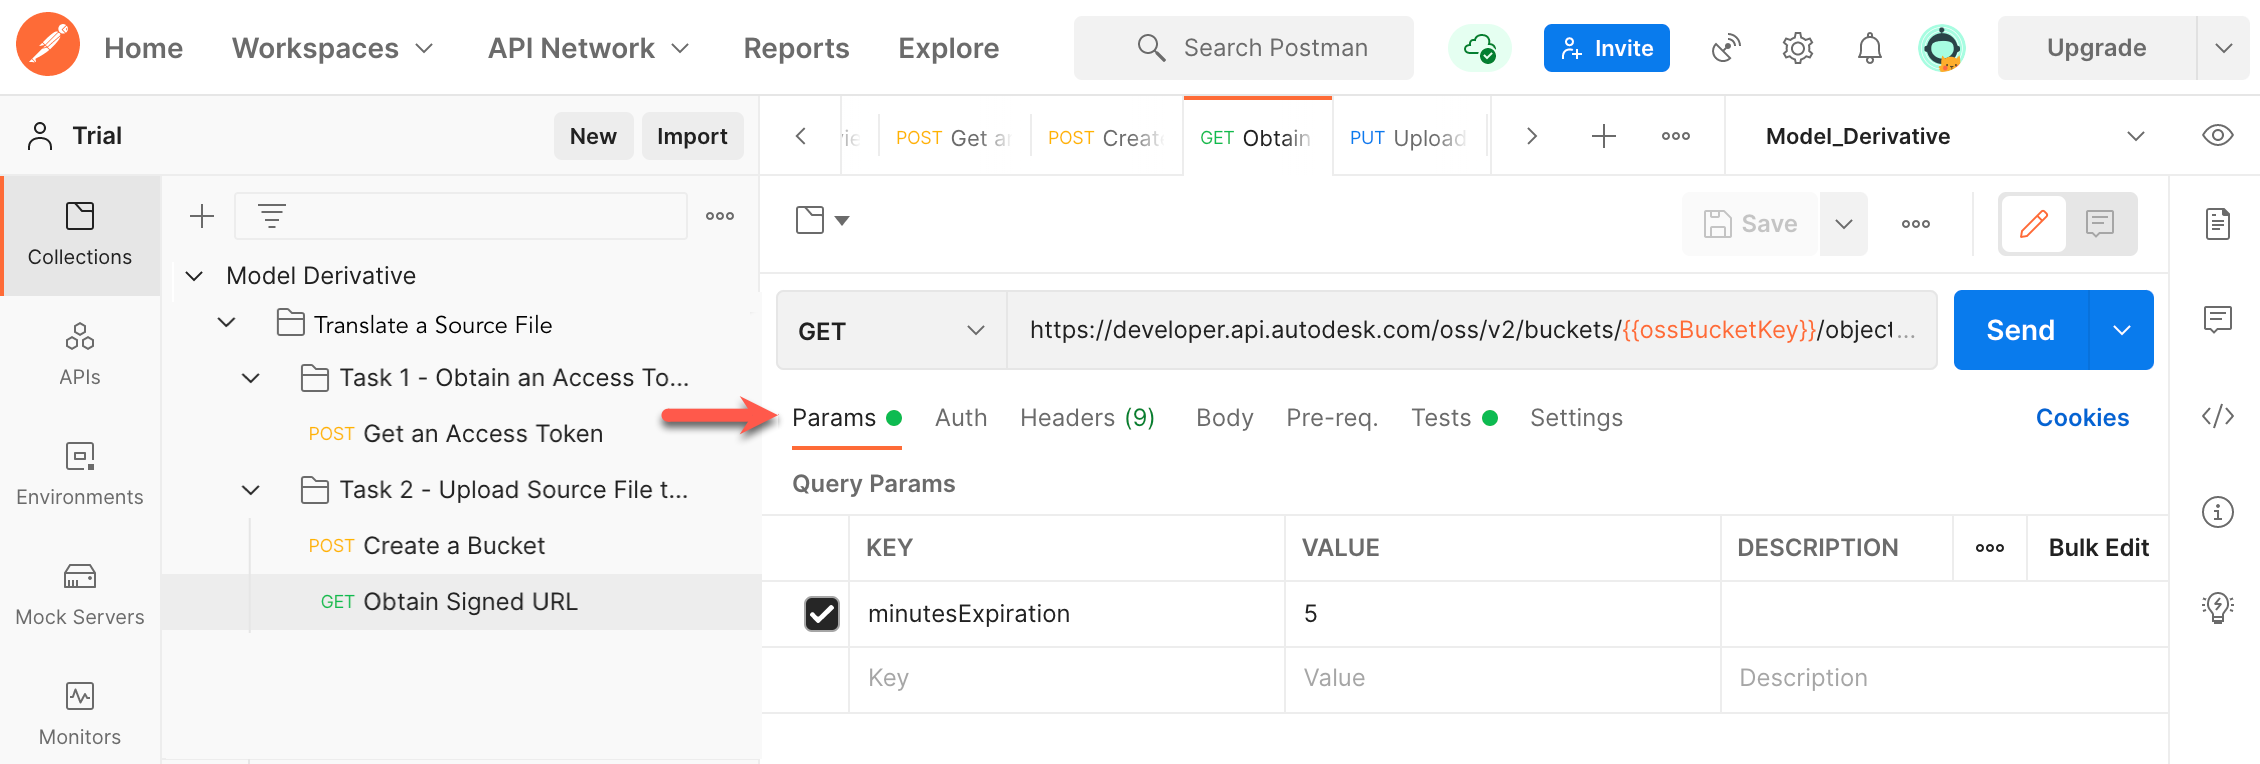 Home Workspaces API Network Reports Explore Search Postman Invite Upgrade
Trial New Import
POST Get POST GET Obtain PUT Upload Model_Derivative
Collections
Save
Model Derivative
Translate a Source File
GET https://developer.api.autodesk.com/oss/v2/buckets/{{ossBucketKey}}/object... Send
APIs
Task 1 - Obtain an Access To...
Params Auth Headers (9) Body Pre-req. Tests Settings Cookies
POST Get an Access Token
Environments
Task 2 - Upload Source File t...
Query Params
POST Create a Bucket
KEY VALUE DESCRIPTION ooo Bulk Edit
GET Obtain Signed URL
Mock Servers
minutesExpiration 5
Key Value Description
Monitors